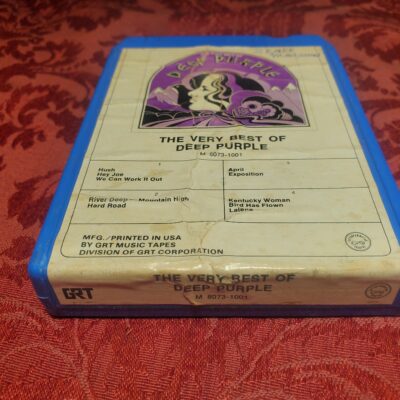 DEEP PURPLE
THE VERY BEST OF
DEEP PURPLE
M 8073-1001
1
Hush
Hey Joe
We Can Work It Out
3
April
Exposition
2
River Deep— Mountain High
Hard Road
4
Kentucky Woman
Bird Has Flown
Lalena
MFG./PRINTED IN USA
BY GRT MUSIC TAPES
DIVISION OF GRT CORPORATION
THE VERY BEST OF
DEEP PURPLE
GRT
M 8073-1001